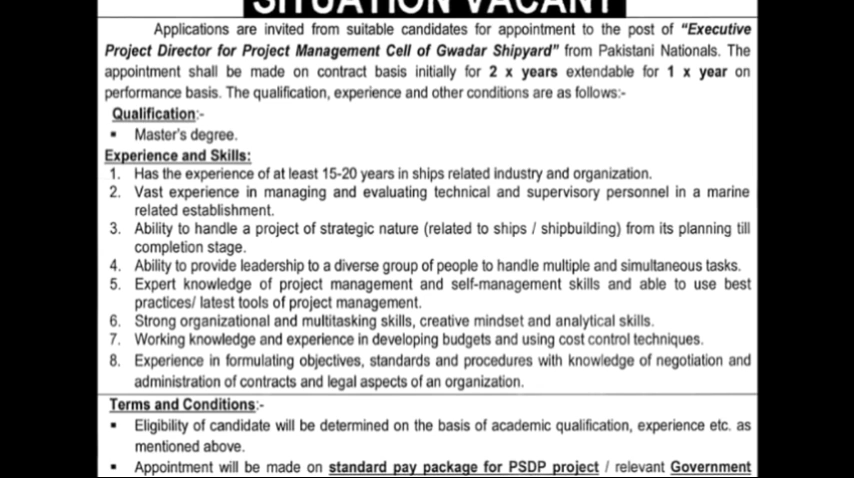 SITUATION VACANT
Applications are invited from suitable candidates for appointment to the post of "Executive
Project Director for Project Management Cell of Gwadar Shipyard" from Pakistani Nationals. The
appointment shall be made on contract basis initially for 2 x years extendable for 1 x year on
performance basis. The qualification, experience and other conditions are as follows:-
Qualification:-
▪ Master's degree.
Experience and Skills:
1. Has the experience of at least 15-20 years in ships related industry and organization.
2. Vast experience in managing and evaluating technical and supervisory personnel in a marine
related establishment.
3. Ability to handle a project of strategic nature (related to ships / shipbuilding) from its planning till
completion stage.
4. Ability to provide leadership to a diverse group of people to handle multiple and simultaneous tasks.
5. Expert knowledge of project management and self-management skills and able to use best
practices/ latest tools of project management.
6. Strong organizational and multitasking skills, creative mindset and analytical skills.
7. Working knowledge and experience in developing budgets and using cost control techniques.
8. Experience in formulating objectives, standards and procedures with knowledge of negotiation and
administration of contracts and legal aspects of an organization.
Terms and Conditions:-
▪ Eligibility of candidate will be determined on the basis of academic qualification, experience etc. as
mentioned above.
▪ Appointment will be made on standard pay package for PSDP project / relevant Government